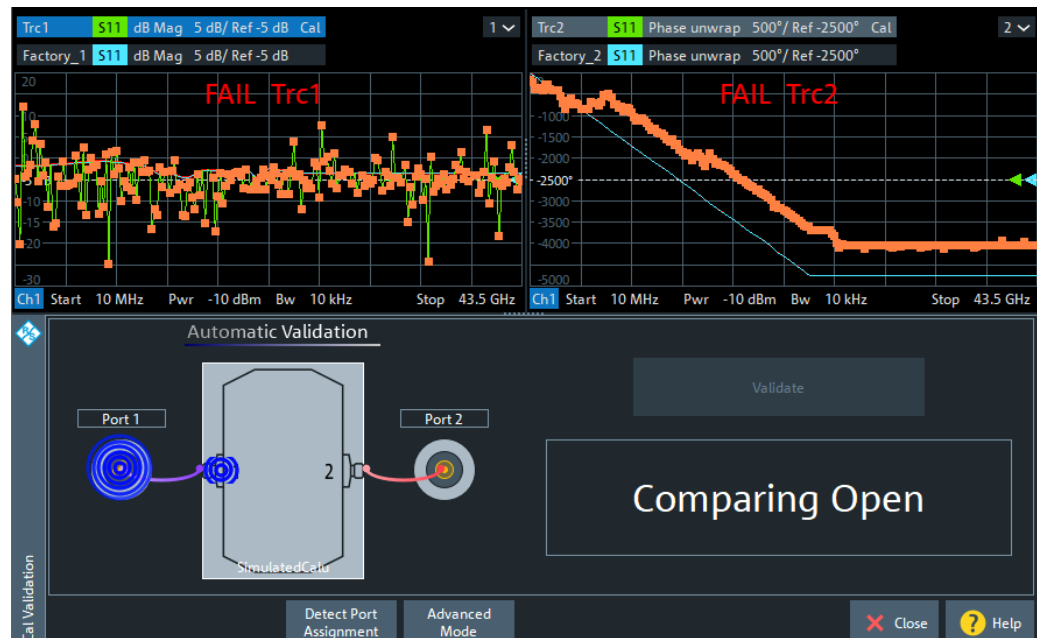 Trc1 S11 dB Mag 5 dB/ Ref -5 dB Cal 1
Factory_1 S11 dB Mag 5 dB/ Ref -5 dB
20
FAIL Trc1
-10
-15
-20
-30
Ch1 Start 10 MHz Pwr -10 dBm Bw 10 kHz Stop 43.5 GHz
Trc2 S11 Phase unwrap 500°/ Ref -2500° Cal 2
Factory_2 S11 Phase unwrap 500°/ Ref -2500°
FAIL Trc2
-1000
-1500
-2000
-2500°
-3000
-3500
-4000
-5000
Ch1 Start 10 MHz Pwr -10 dBm Bw 10 kHz Stop 43.5 GHz
Automatic Validation
Port 1
Port 2
2
SimulatedCalu
Validate
Comparing Open
Cal Validation
Detect Port
Assignment
Advanced
Mode
Close
? Help